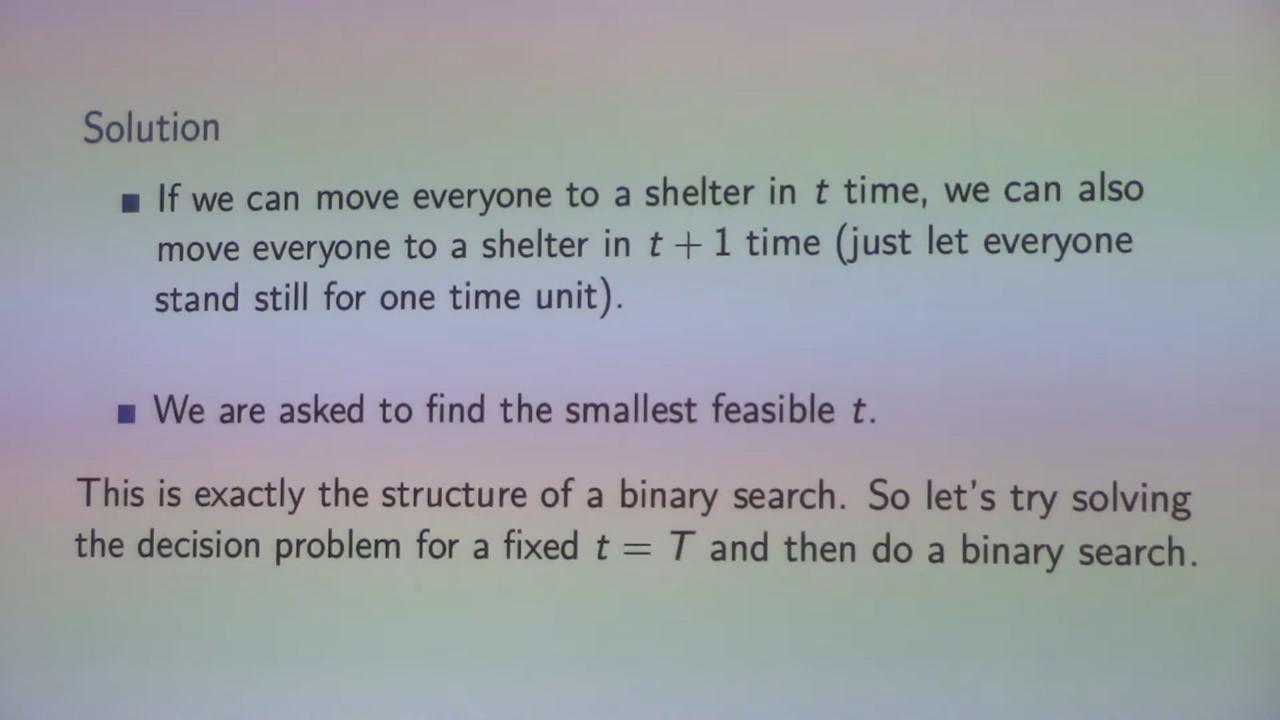 Solution
If we can move everyone to a shelter in t time, we can also
move everyone to a shelter in t + 1 time (just let everyone
stand still for one time unit).
We are asked to find the smallest feasible t.
This is exactly the structure of a binary search. So let's try solving
the decision problem for a fixed t = T and then do a binary search.